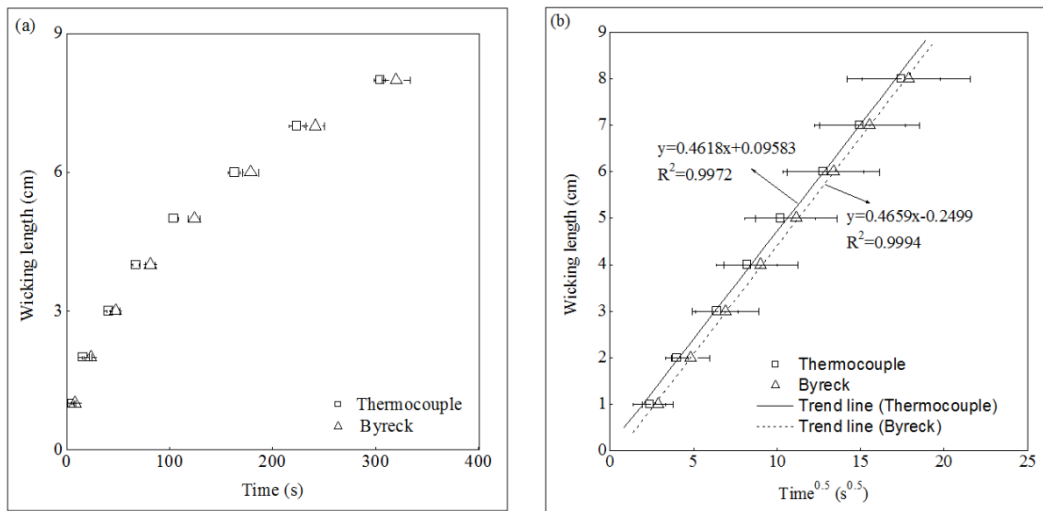 (a)
9
6
3
0
Wicking length (cm)
Thermocouple
Byreck
0 100 200 300 400
Time (s)
(b)
9
8
7
6
5
4
3
2
1
0
Wicking length (cm)
y=0.4618x+0.09583
R²=0.9972
y=0.4659x-0.2499
R²=0.9994
Thermocouple
Byreck
Trend line (Thermocouple)
Trend line (Byreck)
0 5 10 15 20 25
Time^0.5 (s^0.5)